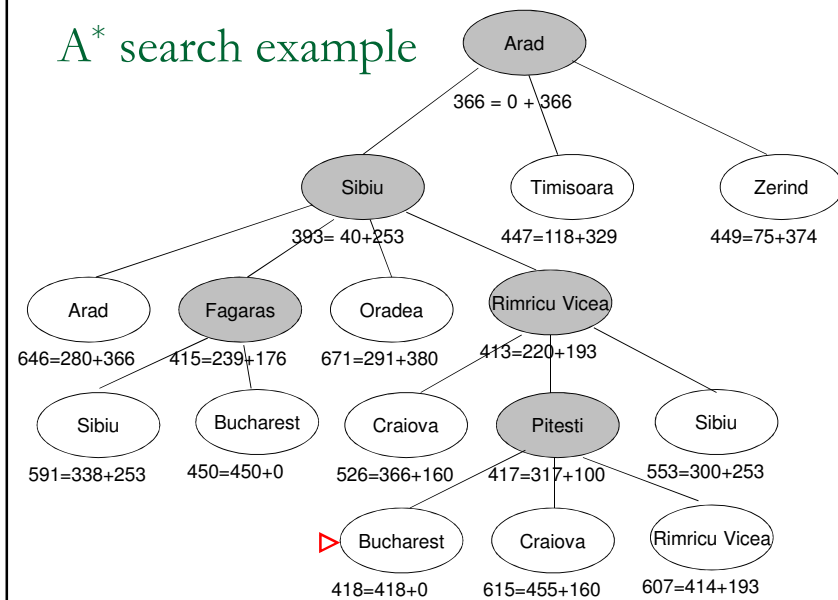 A* search example
Arad
366 = 0 + 366
Sibiu
Timisoara
Zerind
393= 40+253
447=118+329
449=75+374
Arad
Fagaras
Oradea
Rimricu Vicea
646=280+366
415=239+176
671=291+380
413=220+193
Sibiu
Bucharest
Craiova
Pitesti
Sibiu
591=338+253
450=450+0
526=366+160
417=317+100
553=300+253
Bucharest
Craiova
Rimricu Vicea
418=418+0
615=455+160
607=414+193